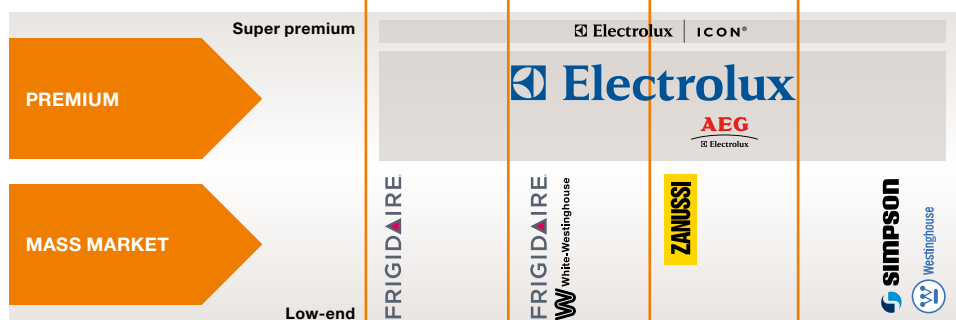 Super premium
Electrolux | ICON®
PREMIUM
Electrolux
AEG
Electrolux
MASS MARKET
FRIGIDAIRE
FRIGIDAIRE
White-Westinghouse
ZANUSSI
SIMPSON
Westinghouse
Low-end